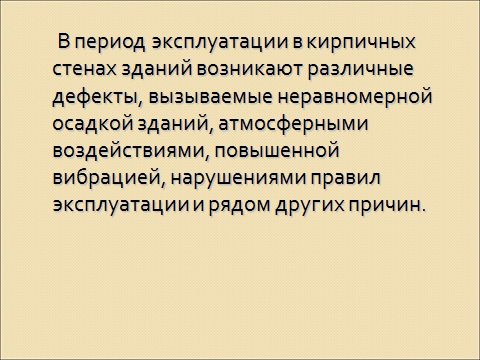 В период эксплуатации в кирпичных
стенах зданий возникают различные
дефекты, вызываемые неравномерной
осадкой зданий, атмосферными
воздействиями, повышенной
вибрацией, нарушениями правил
эксплуатации и рядом других причин.